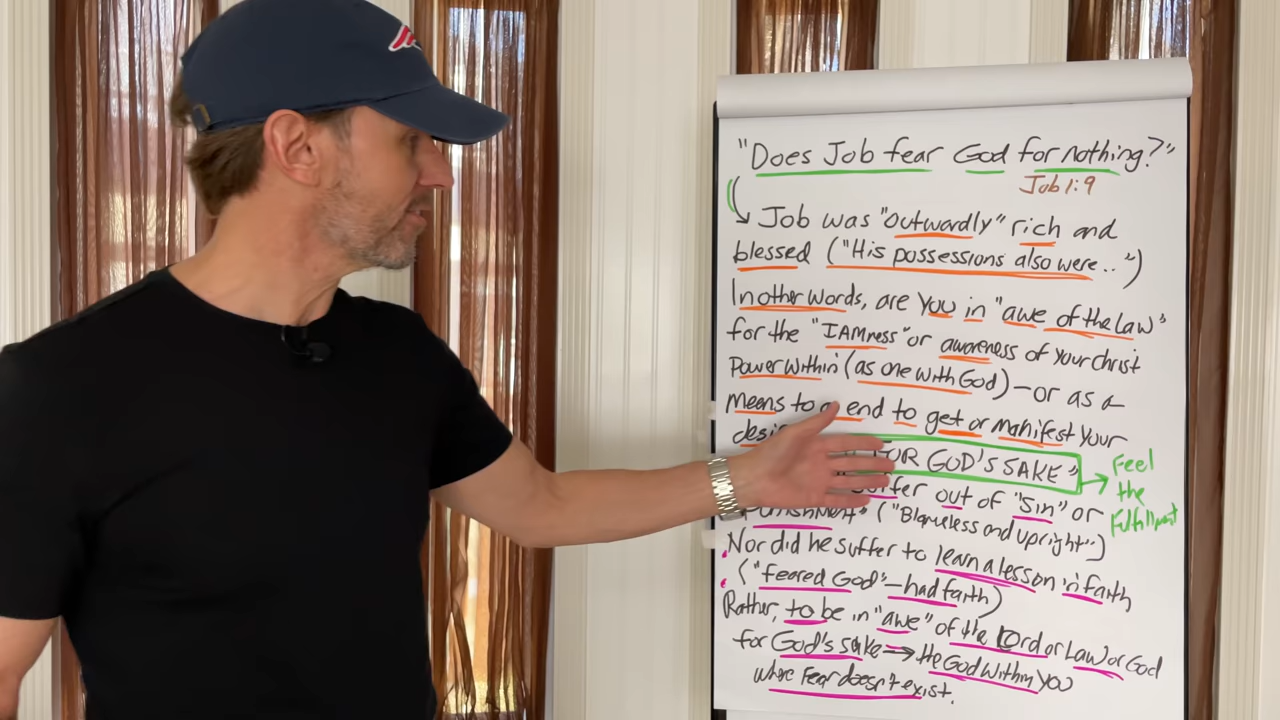 "Does Job fear God for nothing?"
Job 1:9
Job was "outwardly" rich and
blessed ("His possessions also were..")
In other words, are you in "awe of the Law"
for the "IAMness" or awareness of your Christ
Power within (as one with God) – or as a
means to a end to get or manifest your
FOR GOD'S SAKE" → Feel
the
Fulfillment
out of "sin" or
("Blameless and upright")
Nor did he suffer to learn a lesson in faith
("feared God" – had faith)
Rather, to be in "awe" of the Lord or Law or God
for God's sake → the God within you
where fear doesn't exist.